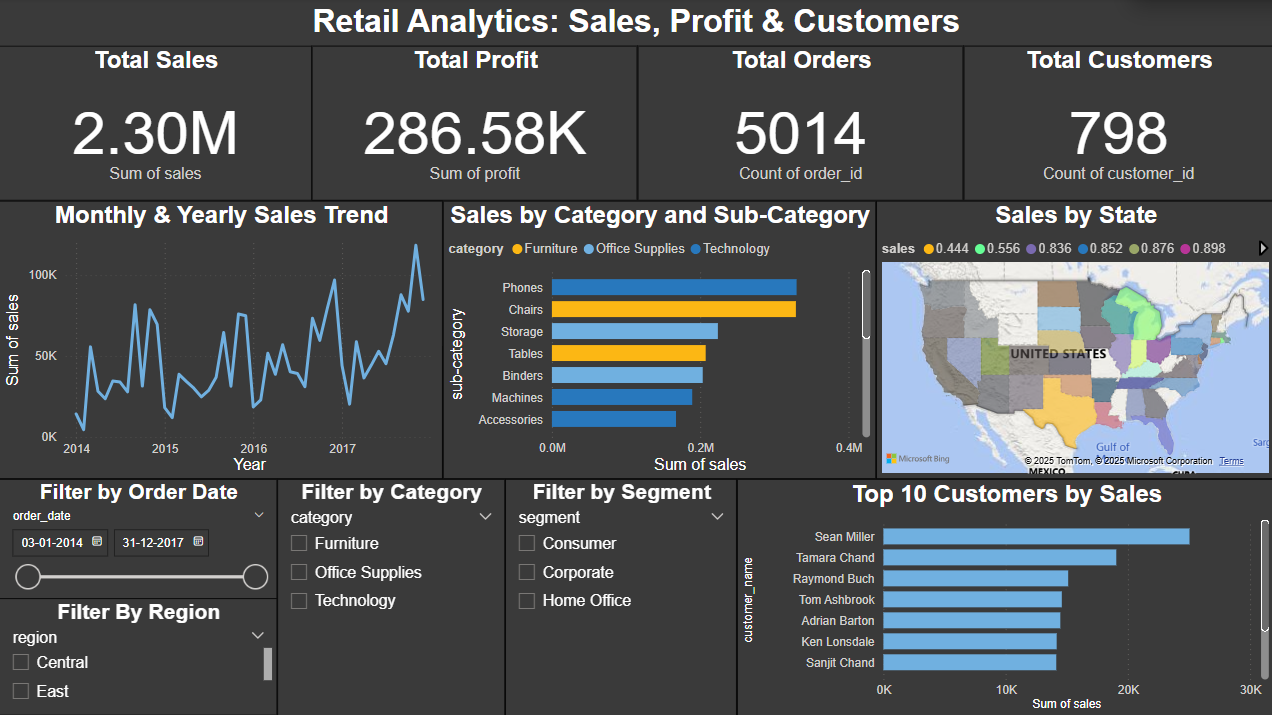 Retail Analytics: Sales, Profit & Customers
Total Sales
2.30M
Sum of sales
Total Profit
286.58K
Sum of profit
Total Orders
5014
Count of order_id
Total Customers
798
Count of customer_id
Monthly & Yearly Sales Trend
Sum of sales
100K
50K
0K
2014 2015 2016 2017
Year
Sales by Category and Sub-Category
category Furniture Office Supplies Technology
sub-category
Phones
Chairs
Storage
Tables
Binders
Machines
Accessories
0.0M 0.2M 0.4M
Sum of sales
Sales by State
sales 0.444 0.556 0.836 0.852 0.876 0.898
UNITED STATES
Gulf of
Microsoft Bing
© 2025 TomTom, © 2025 Microsoft Corporation Terms
MEXICO
Filter by Order Date
order_date
03-01-2014 31-12-2017
Filter By Region
region
Central
East
Filter by Category
category
Furniture
Office Supplies
Technology
Filter by Segment
segment
Consumer
Corporate
Home Office
Top 10 Customers by Sales
customer_name
Sean Miller
Tamara Chand
Raymond Buch
Tom Ashbrook
Adrian Barton
Ken Lonsdale
Sanjit Chand
0K 10K 20K 30K
Sum of sales